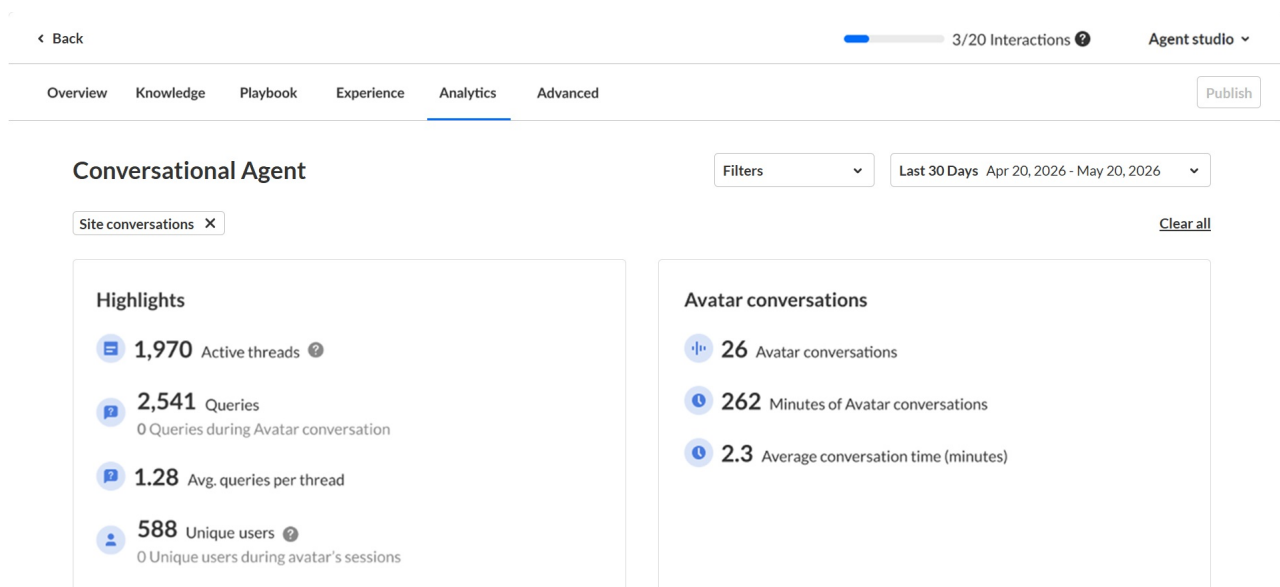 Back
3/20 Interactions ?
Agent studio
Overview Knowledge Playbook Experience Analytics Advanced
Publish
Conversational Agent
Filters
Last 30 Days Apr 20, 2026 - May 20, 2026
Site conversations
Clear all
Highlights
1,970 Active threads ?
2,541 Queries
0 Queries during Avatar conversation
1.28 Avg. queries per thread
588 Unique users ?
0 Unique users during avatar's sessions
Avatar conversations
26 Avatar conversations
262 Minutes of Avatar conversations
2.3 Average conversation time (minutes)